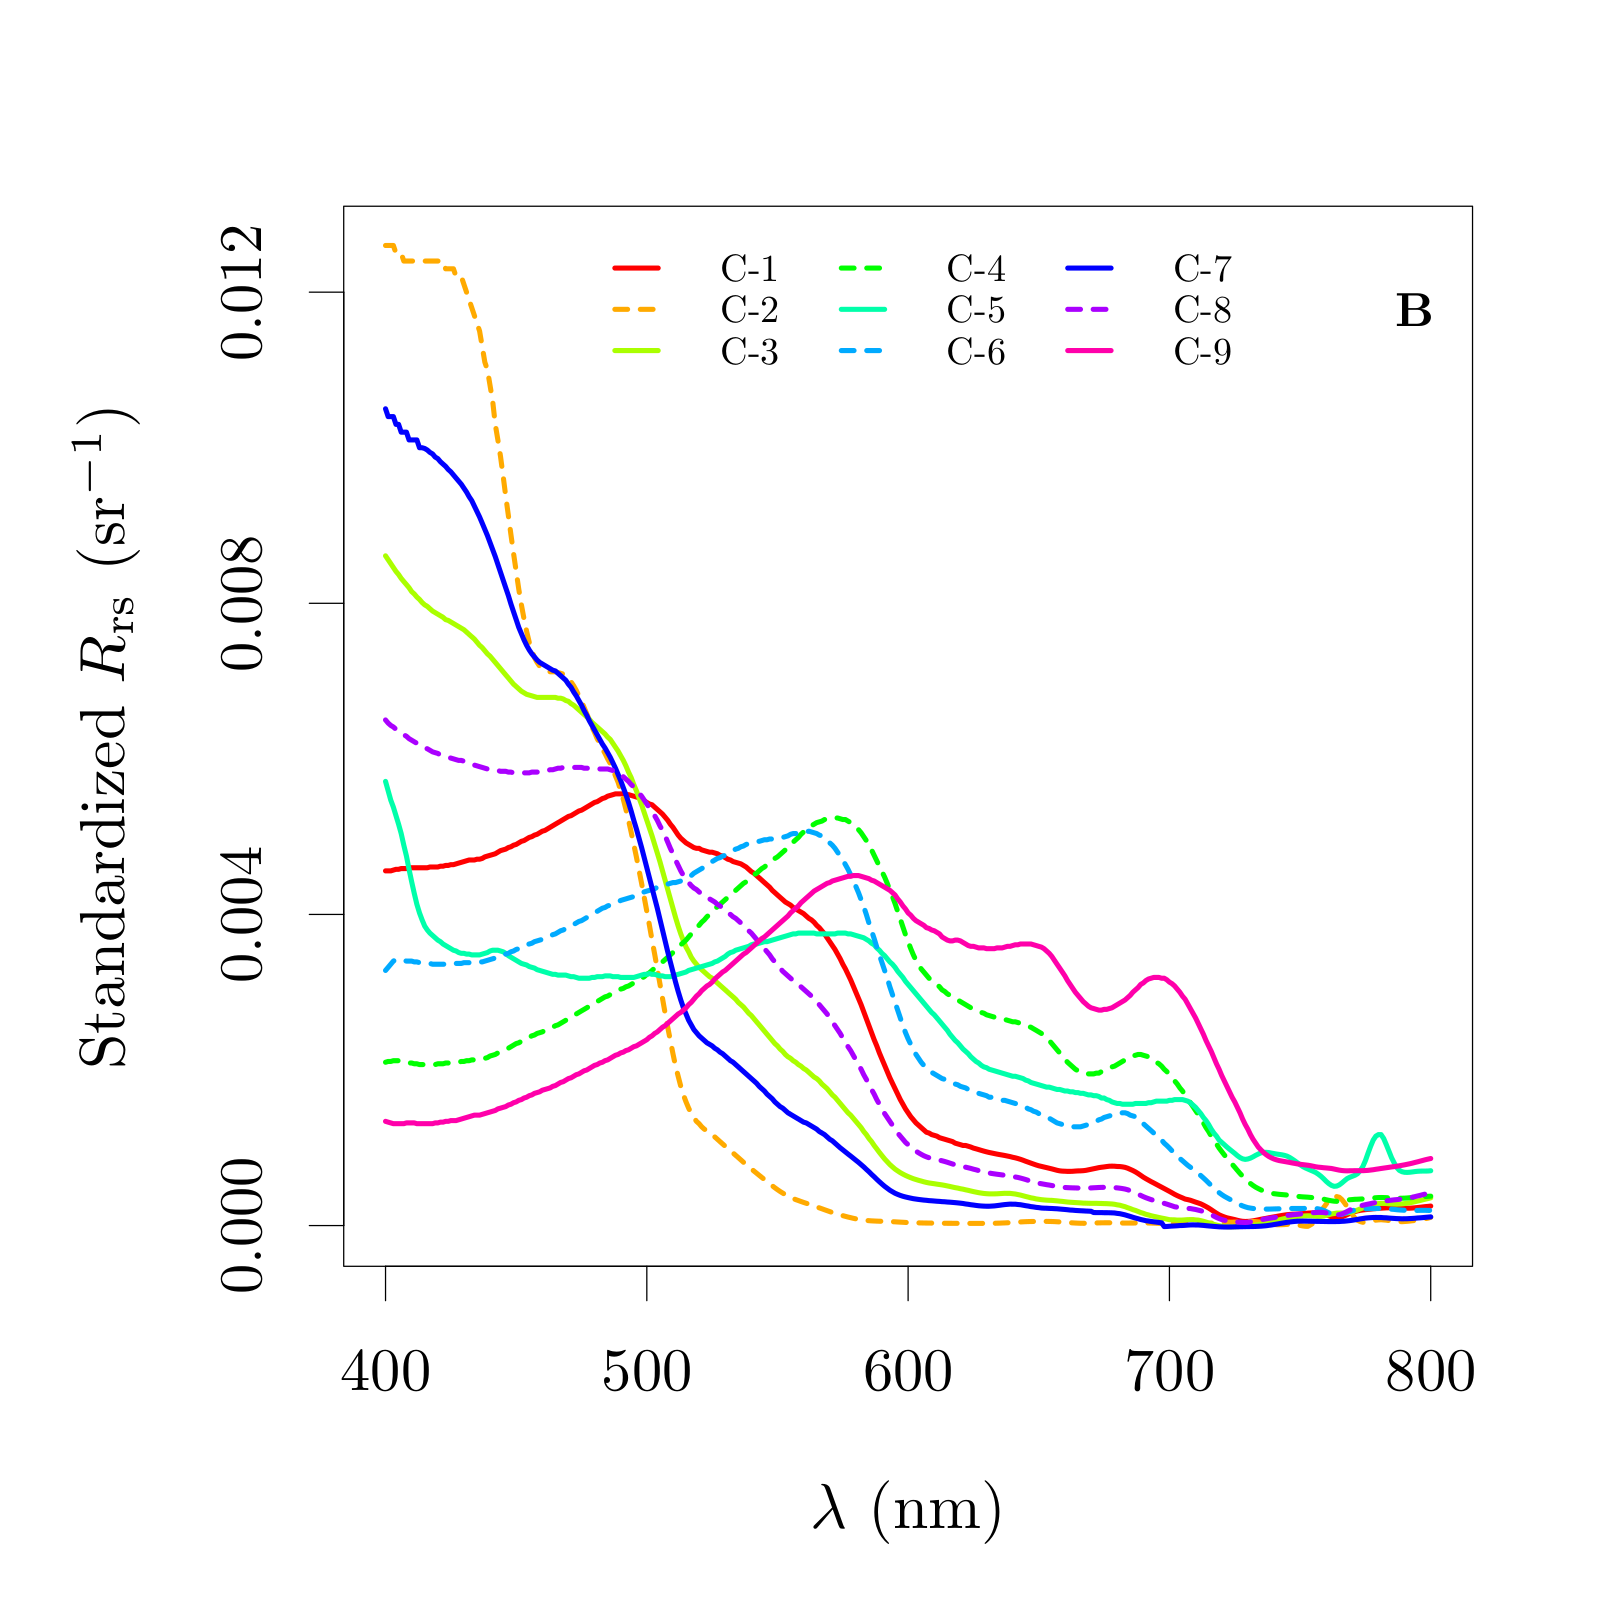 C-1 C-4 C-7
C-2 C-5 C-8
C-3 C-6 C-9
B
Standardized Rrs (sr−1)
0.012
0.008
0.004
0.000
400 500 600 700 800
λ (nm)